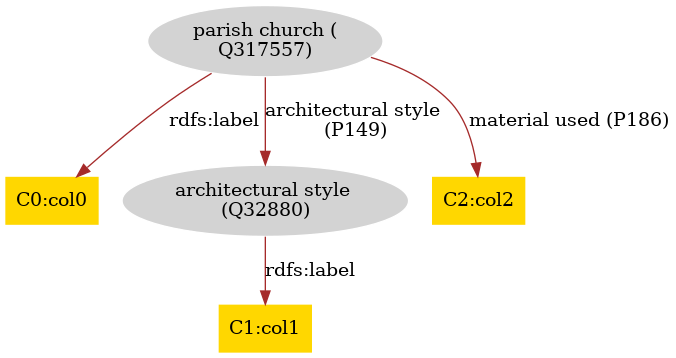 parish church (
Q317557)
rdfs:label
architectural style
(P149)
material used (P186)
C0:col0
architectural style
(Q32880)
C2:col2
rdfs:label
C1:col1